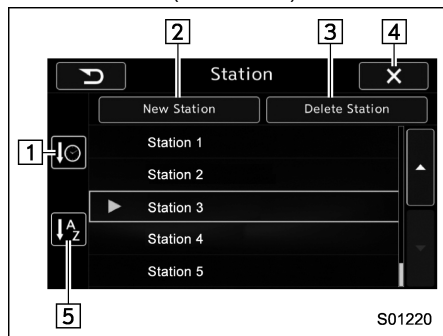 2 3 4
Station
New Station Delete Station
1
Station 1
Station 2
Station 3
A
Z
Station 4
Station 5
5
S01220